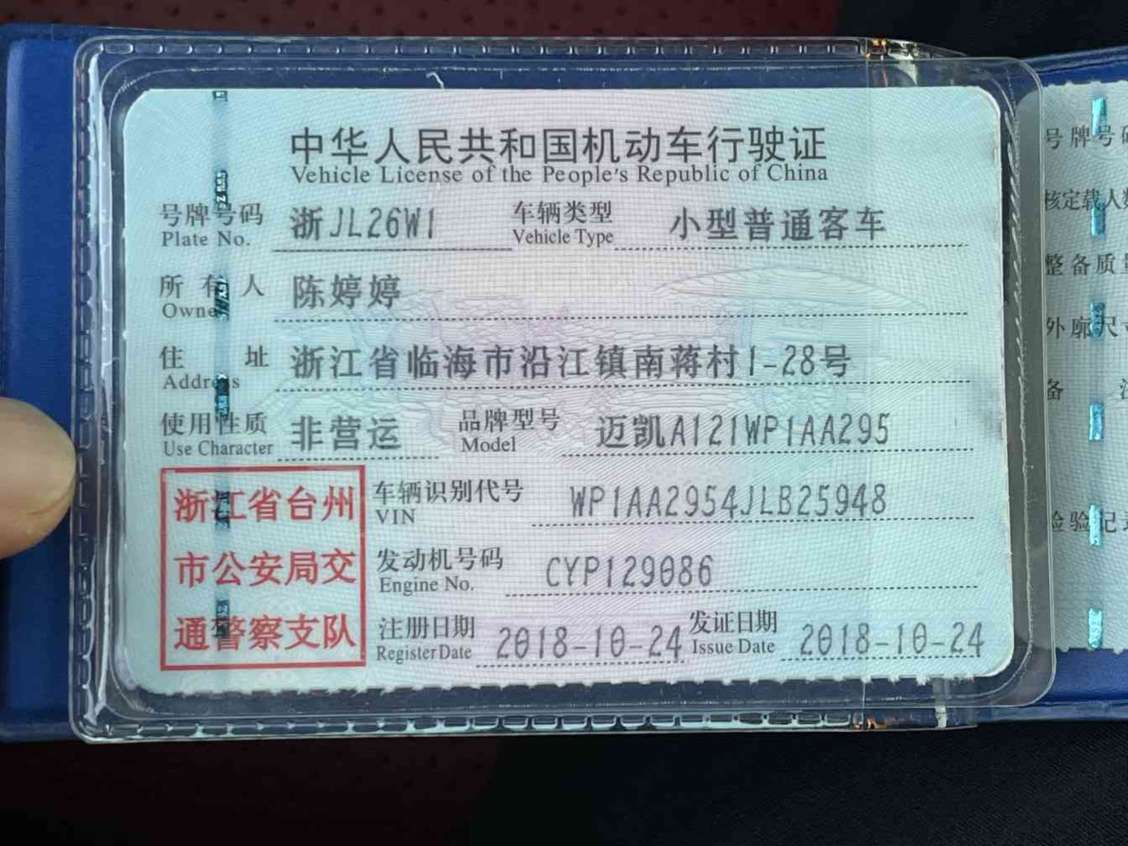 中华人民共和国机动车行驶证
Vehicle License of the People's Republic of China
号牌号码 浙JL26W1 车辆类型 小型普通客车
Plate No. Vehicle Type
所有人 陈婷婷
Owner
住址 浙江省临海市沿江镇南蒋村1-28号
Address
使用性质 非营运 品牌型号 迈凯A121WP1AA295
Use Character Model
浙江省台州
市公安局交
通警察支队
车辆识别代号 WP1AA2954JLB25948
VIN
发动机号码 CYP129086
Engine No.
注册日期 2018-10-24 发证日期 2018-10-24
Register Date Issue Date
号牌号码
核定载人数
整备质量
外廓尺寸
备注
检验记录